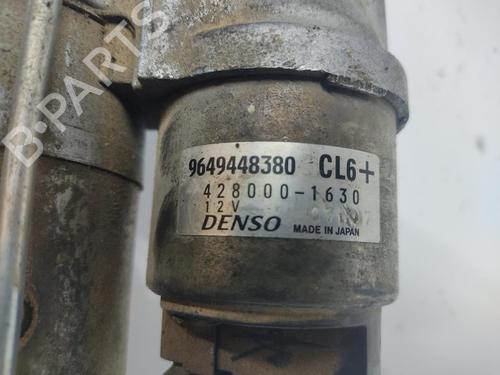 B-PARTS
9649448380 CL6+
428000-1630
12V
DENSO MADE IN JAPAN